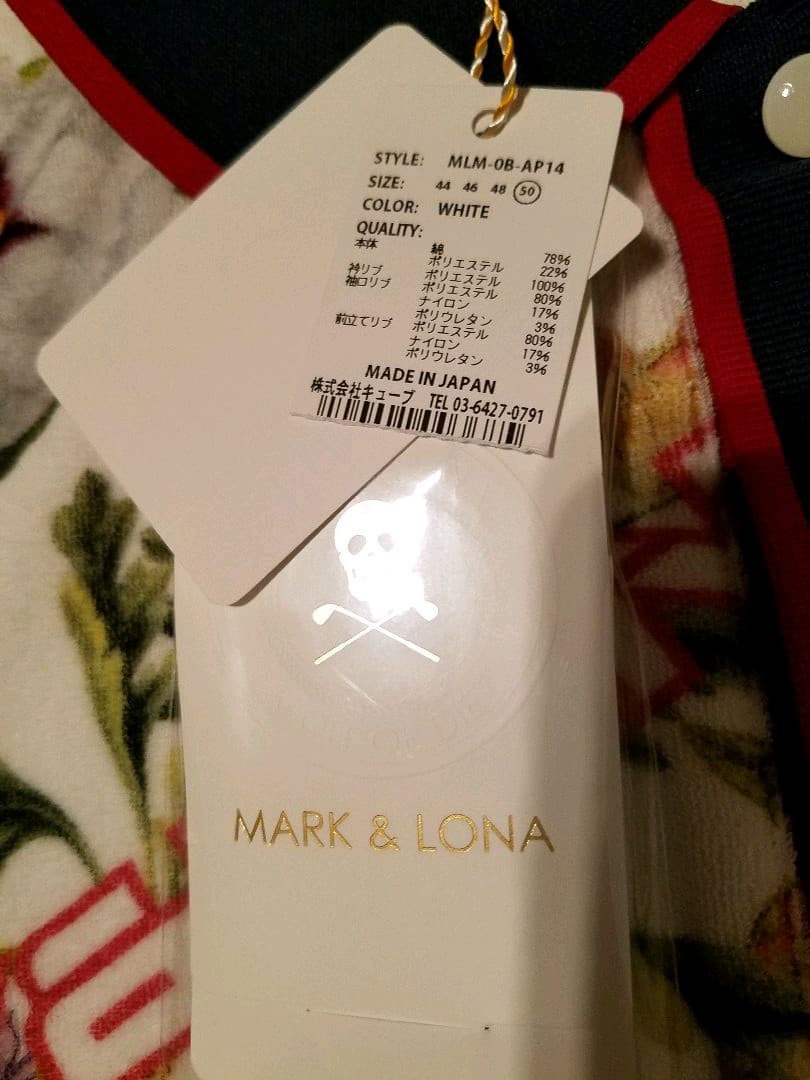 STYLE: MLM-0B-AP14
SIZE: 44 46 48 50
COLOR: WHITE
QUALITY:
本体 綿 78%
ポリエステル 22%
衿リブ ポリエステル 100%
袖口リブ ポリエステル 80%
ナイロン 17%
ポリウレタン 3%
前立てリブ ポリエステル 80%
ナイロン 17%
ポリウレタン 3%
MADE IN JAPAN
株式会社キューブ TEL 03-6427-0791
MARK & LONA